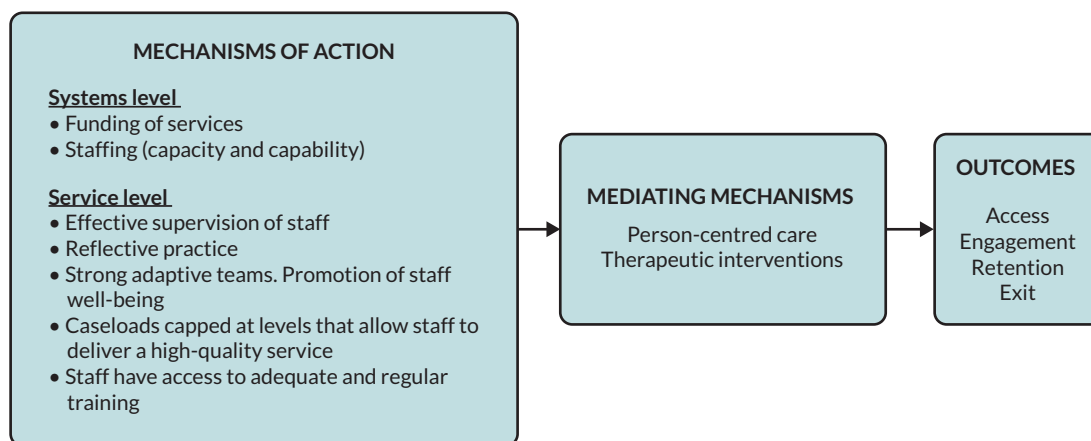 MECHANISMS OF ACTION
Systems level
• Funding of services
• Staffing (capacity and capability)
Service level
• Effective supervision of staff
• Reflective practice
• Strong adaptive teams. Promotion of staff
well-being
• Caseloads capped at levels that allow staff to
deliver a high-quality service
• Staff have access to adequate and regular
training
MEDIATING MECHANISMS
Person-centred care
Therapeutic interventions
OUTCOMES
Access
Engagement
Retention
Exit